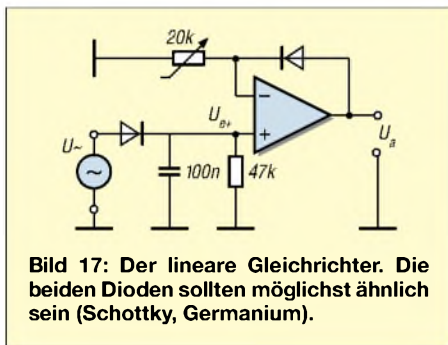 20k
−
U~
U_e+
+
U_a
~
100n
47k
Bild 17: Der lineare Gleichrichter. Die
beiden Dioden sollten möglichst ähnlich
sein (Schottky, Germanium).